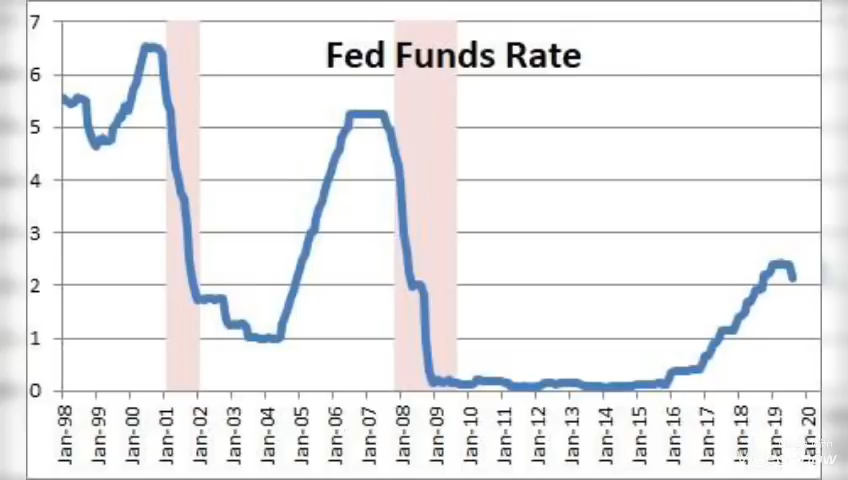 Fed Funds Rate
7
6
5
4
3
2
1
0
Jan-98
Jan-99
Jan-00
Jan-01
Jan-02
Jan-03
Jan-04
Jan-05
Jan-06
Jan-07
Jan-08
Jan-09
Jan-10
Jan-11
Jan-12
Jan-13
Jan-14
Jan-15
Jan-16
Jan-17
Jan-18
Jan-19
Jan-20